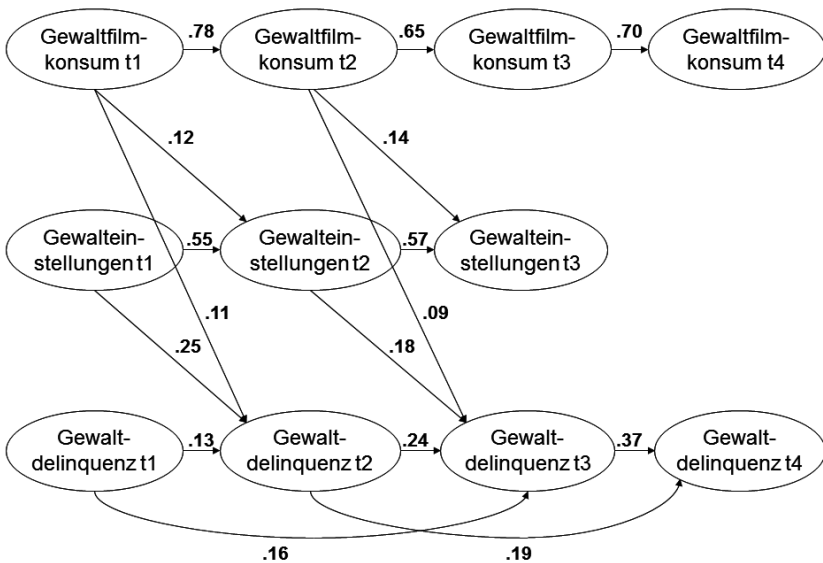 Gewaltfilm-
konsum t1
.78
Gewaltfilm-
konsum t2
.65
Gewaltfilm-
konsum t3
.70
Gewaltfilm-
konsum t4
.12
.14
Gewaltein-
stellungen t1
.55
Gewaltein-
stellungen t2
.57
Gewaltein-
stellungen t3
.11
.09
.25
.18
Gewalt-
delinquenz t1
.13
Gewalt-
delinquenz t2
.24
Gewalt-
delinquenz t3
.37
Gewalt-
delinquenz t4
.16
.19